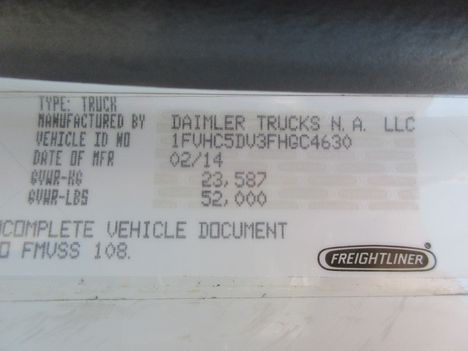 TYPE: TRUCK
MANUFACTURED BY DAIMLER TRUCKS N.A. LLC
VEHICLE ID NO 1FVHC5DV3FHGC4630
DATE OF MFR 02/14
GVWR-KG 23,587
GVWR-LBS 52,000
COMPLETE VEHICLE DOCUMENT
O FMVSS 108.
FREIGHTLINER